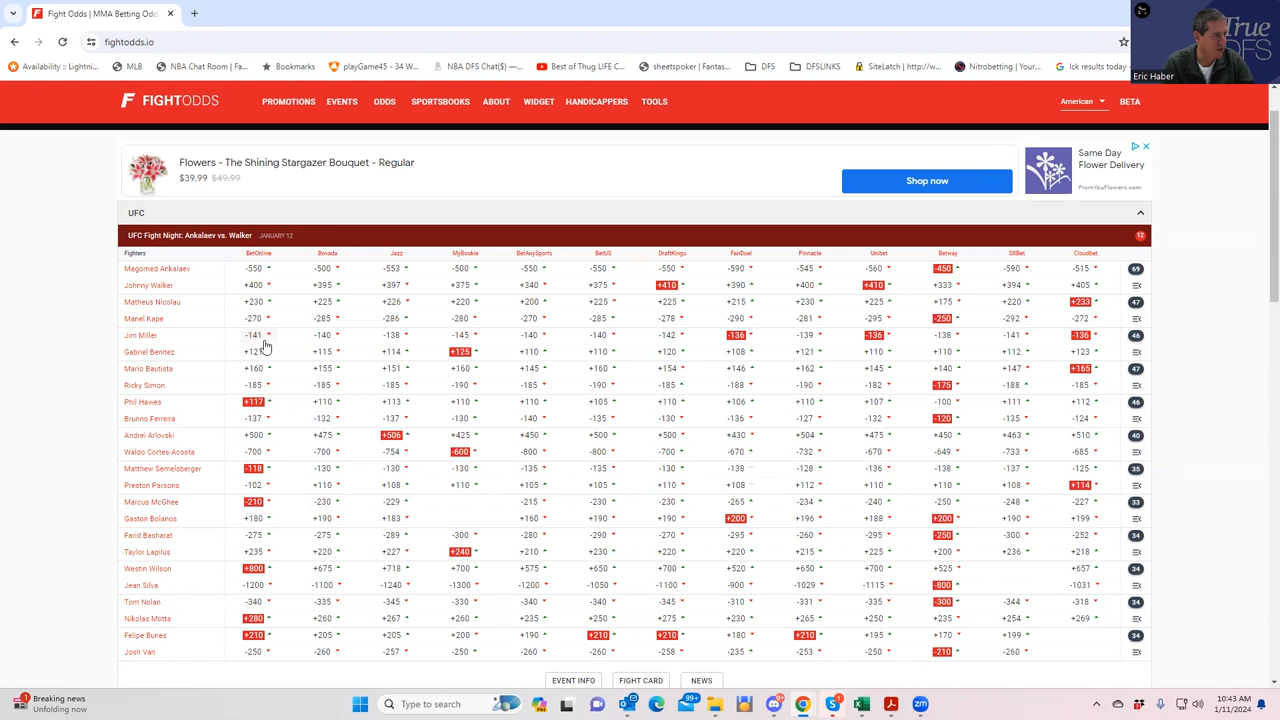 Fight Odds | MMA Betting Odd
fightodds.io
Availability :: Lightni...
MLB
NBA Chat Room | Fa...
Bookmarks
playGame45 - 34 W...
NBA DFS Chat($) — ...
Best of Thug LIFE C...
sheetspoker | Fantas...
DFS
DFSLINKS
SiteLatch | http://w...
Nitrobetting | Your...
Ick results today of...
True
DFS
Eric Haber
FIGHTODDS
PROMOTIONS EVENTS ODDS SPORTSBOOKS ABOUT WIDGET HANDICAPPERS TOOLS
American
BETA
Flowers - The Shining Stargazer Bouquet - Regular
$39.99 $49.99
Shop now
Same Day
Flower Delivery
FromYouFlowers.com
UFC
UFC Fight Night: Ankalaev vs. Walker JANUARY 12 12
Fighters BetOnline Bovada Jazz MyBookie BetAnySports BetUS DraftKings FanDuel Pinnacle Unibet Betway SXBet Cloudbet
Magomed Ankalaev -550 -500 -553 -500 -550 -550 -550 -590 -545 -560 -450 -590 -515 69
Johnny Walker +400 +395 +397 +375 +340 +375 +410 +390 +400 +410 +333 +394 +405
Matheus Nicolau +230 +225 +226 +220 +200 +225 +225 +215 +230 +225 +175 +220 +233 47
Manel Kape -270 -285 -286 -280 -270 -285 -278 -290 -281 -295 -250 -292 -272
Jim Miller -141 -140 -138 -145 -140 -140 -142 -136 -139 -136 -138 -141 -136 46
Gabriel Benitez +121 +115 +114 +125 +110 +110 +120 +108 +121 +110 +110 +112 +123
Mario Bautista +160 +155 +151 +160 +145 +160 +154 +146 +162 +145 +140 +147 +165 47
Ricky Simon -185 -185 -185 -190 -185 -190 -185 -188 -190 -182 -175 -188 -185
Phil Hawes +117 +110 +113 +110 +110 +105 +110 +106 +110 +107 -100 +111 +112 46
Brunno Ferreira -137 -132 -137 -130 -140 -135 -130 -136 -127 -132 -120 -135 -124
Andrei Arlovski +500 +475 +506 +425 +450 +500 +500 +430 +504 +475 +450 +463 +510 40
Waldo Cortes-Acosta -700 -700 -754 -600 -800 -800 -700 -670 -732 -670 -649 -733 -685
Matthew Semelsberger -118 -130 -130 -130 -135 -135 -130 -138 -128 -136 -137 -137 -125 35
Preston Parsons -102 +110 +108 +110 +105 +105 +110 +108 +112 +110 +110 +108 +114
Marcus McGhee -210 -230 -229 -215 -230 -230 -265 -234 -240 -250 -248 -227 33
Gaston Bolanos +180 +190 +183 +160 +190 +190 +200 +196 +188 +200 +190 +199
Farid Basharat -275 -275 -289 -300 -280 -290 -270 -295 -260 -295 -250 -300 -252 34
Taylor Lapilus +235 +220 +227 +240 +210 +230 +220 +220 +215 +225 +200 +236 +218
Westin Wilson +800 +675 +718 +700 +575 +650 +700 +520 +650 +700 +525 +657 34
Jean Silva -1200 -1100 -1240 -1300 -1200 -1050 -1100 -900 -1029 -1115 -800 -1031
Tom Nolan -340 -335 -345 -330 -340 -340 -345 -310 -331 -335 -300 -344 -318 34
Nikolas Motta +280 +260 +267 +260 +235 +250 +275 +230 +264 +260 +235 +254 +269
Felipe Bunes +210 +205 +205 +200 +190 +210 +210 +180 +210 +195 +170 +199 34
Josh Van -250 -260 -257 -250 -260 -260 -258 -235 -253 -250 -210 -260
EVENT INFO FIGHT CARD NEWS
Breaking news
Unfolding now
Type to search
99+
10:43 AM
1/11/2024